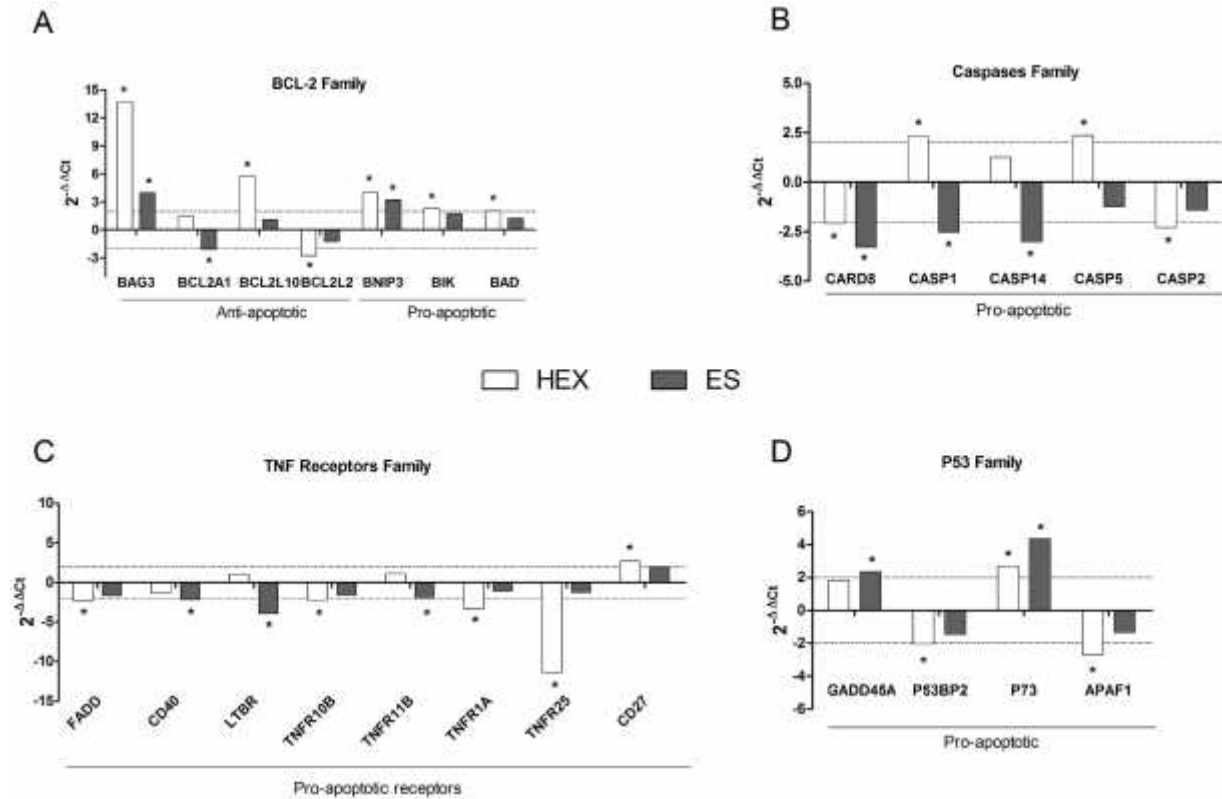 A
BCL-2 Family
2^-ΔΔCt
15
12
9
6
3
0
-3
* * * * * * * * *
BAG3 BCL2A1 BCL2L10 BCL2L2 BNIP3 BIK BAD
Anti-apoptotic Pro-apoptotic
B
Caspases Family
2^-ΔΔCt
5.0
2.5
0.0
-2.5
-5.0
* * * * * * *
CARD8 CASP1 CASP14 CASP5 CASP2
Pro-apoptotic
HEX ES
C
TNF Receptors Family
2^-ΔΔCt
10
5
0
-5
-10
-15
* * * * * * * *
FADD CD40 LTBR TNFR10B TNFR11B TNFR1A TNFR25 CD27
Pro-apoptotic receptors
D
P53 Family
2^-ΔΔCt
6
4
2
0
-2
-4
-6
* * * * *
GADD45A P53BP2 P73 APAF1
Pro-apoptotic